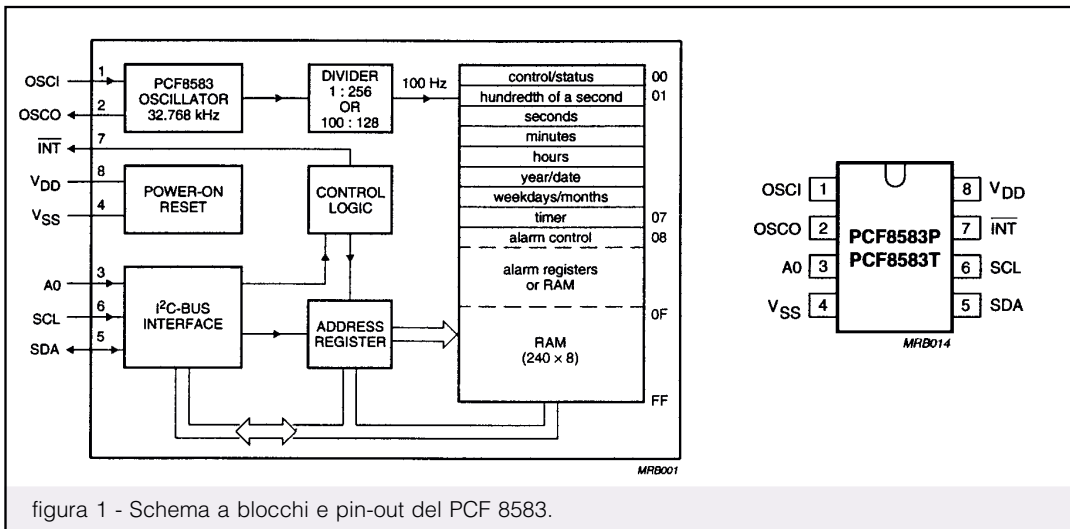 OSCI 1
OSCO 2
INT 7
VDD 8
VSS 4
A0 3
SCL 6
SDA 5
PCF8583
OSCILLATOR
32.768 kHz
DIVIDER
1 : 256
OR
100 : 128
100 Hz
POWER-ON
RESET
CONTROL
LOGIC
I²C-BUS
INTERFACE
ADDRESS
REGISTER
control/status 00
hundredth of a second 01
seconds
minutes
hours
year/date
weekdays/months
timer 07
alarm control 08
alarm registers
or RAM
0F
RAM
(240 × 8)
FF
MRB001
OSCI 1
OSCO 2
A0 3
VSS 4
PCF8583P
PCF8583T
8 VDD
7 INT
6 SCL
5 SDA
MRB014
figura 1 - Schema a blocchi e pin-out del PCF 8583.